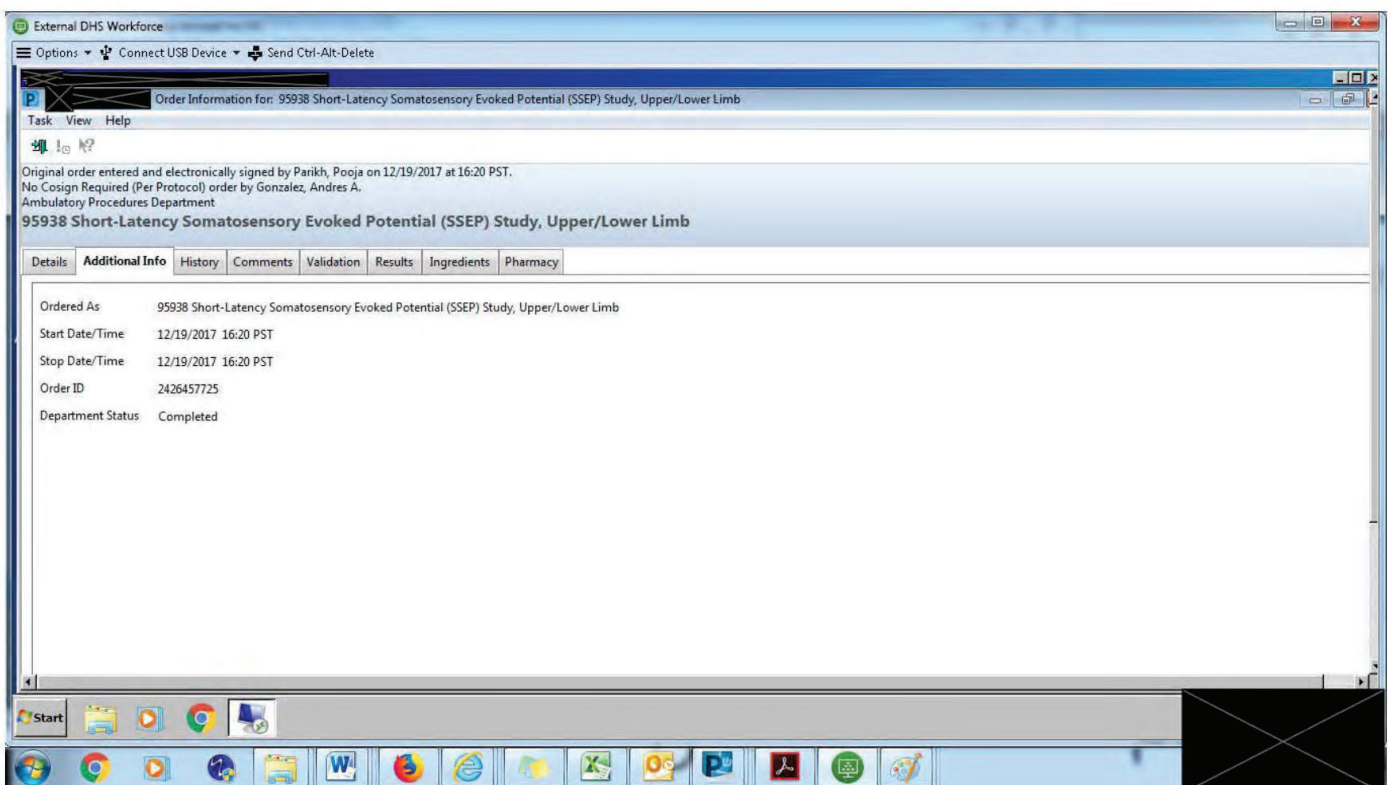 External DHS Workforce
Options Connect USB Device Send Ctrl-Alt-Delete
Order Information for: 95938 Short-Latency Somatosensory Evoked Potential (SSEP) Study, Upper/Lower Limb
Task View Help
Original order entered and electronically signed by Parikh, Pooja on 12/19/2017 at 16:20 PST.
No Cosign Required (Per Protocol) order by Gonzalez, Andres A.
Ambulatory Procedures Department
95938 Short-Latency Somatosensory Evoked Potential (SSEP) Study, Upper/Lower Limb
Details Additional Info History Comments Validation Results Ingredients Pharmacy
Ordered As 95938 Short-Latency Somatosensory Evoked Potential (SSEP) Study, Upper/Lower Limb
Start Date/Time 12/19/2017 16:20 PST
Stop Date/Time 12/19/2017 16:20 PST
Order ID 2426457725
Department Status Completed
Start